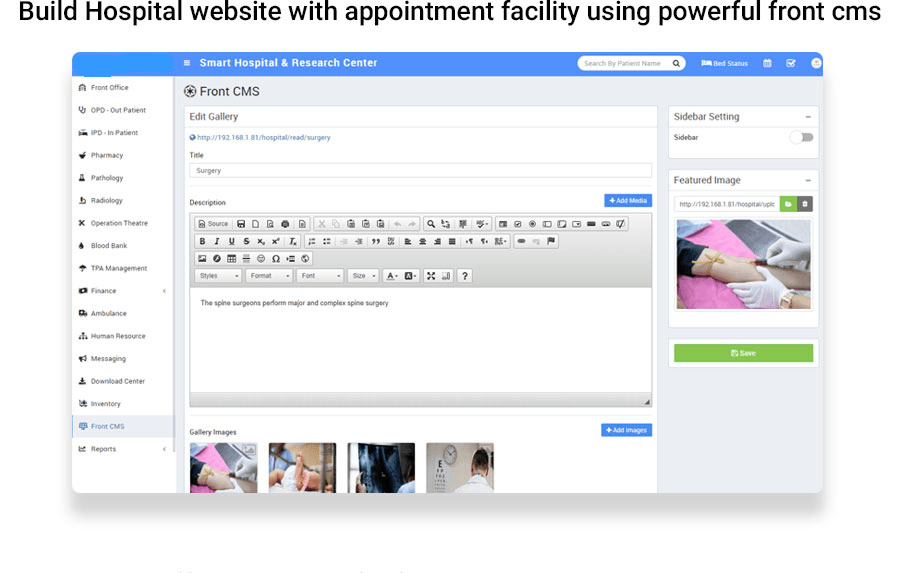 Build Hospital website with appointment facility using powerful front cms
Smart Hospital & Research Center
Search By Patient Name
Bed Status
Front Office
OPD - Out Patient
IPD - In Patient
Pharmacy
Pathology
Radiology
Operation Theatre
Blood Bank
TPA Management
Finance
Ambulance
Human Resource
Messaging
Download Center
Inventory
Front CMS
Reports
Front CMS
Edit Gallery
http://192.168.1.81/hospital/read/surgery
Title
Surgery
Description
+ Add Media
Source
B I U S x₂ x² Tx
Styles Format Font Size A A ?
The spine surgeons perform major and complex spine surgery
Gallery Images
+ Add Images
Sidebar Setting
Sidebar
Featured Image
http://192.168.1.81/hospital/uplo
Save